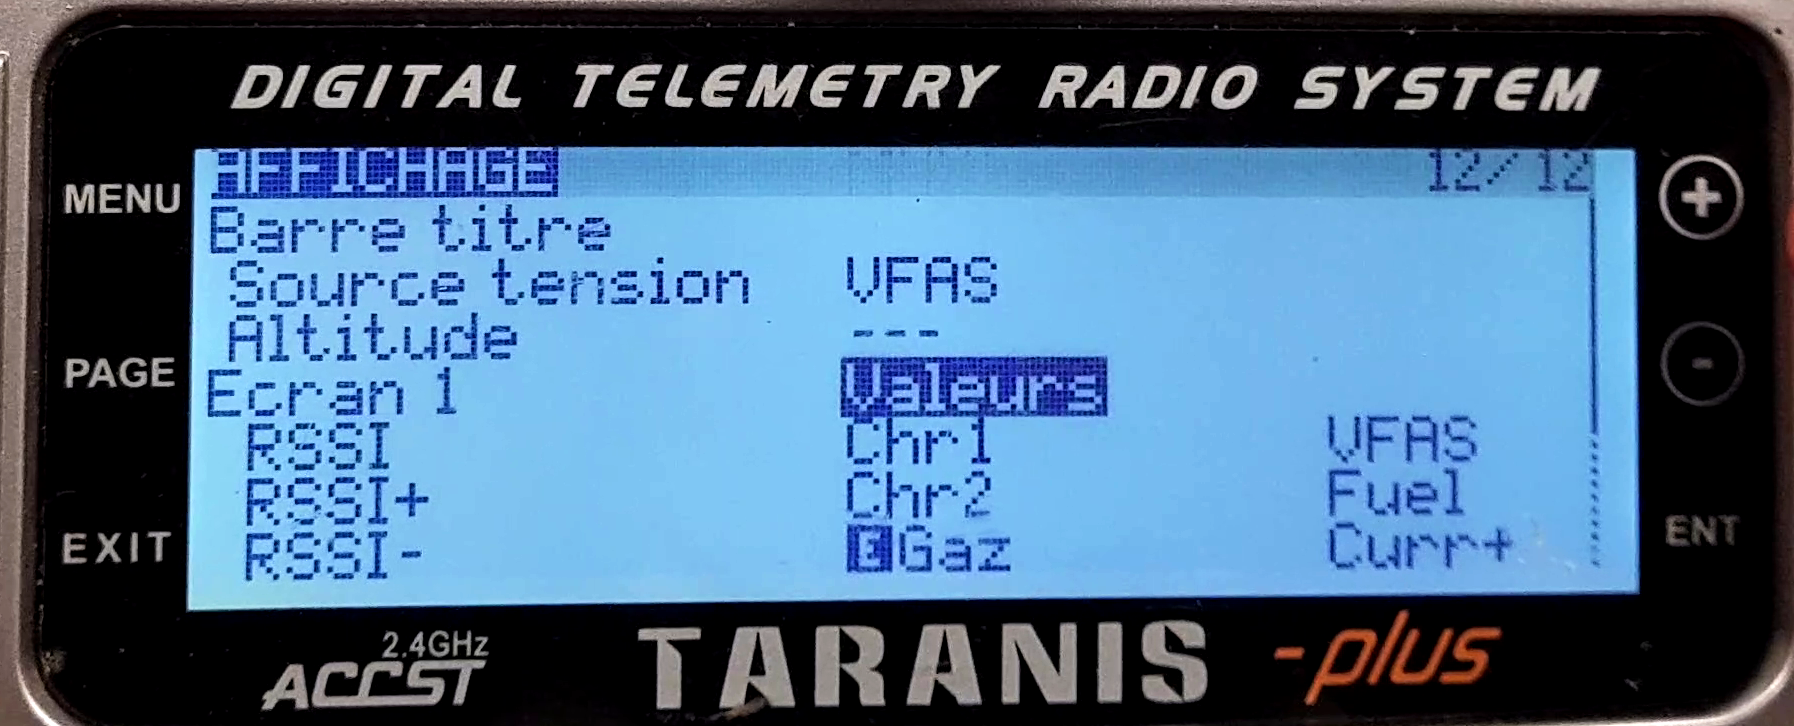 DIGITAL TELEMETRY RADIO SYSTEM
MENU
PAGE
EXIT
AFFICHAGE 12/12
Barre titre
Source tension VFAS
Altitude ---
Ecran 1 Valeurs
RSSI Chr1 VFAS
RSSI+ Chr2 Fuel
RSSI- EGaz Curr+
+
-
ENT
2.4GHz
ACCST
TARANIS -plus